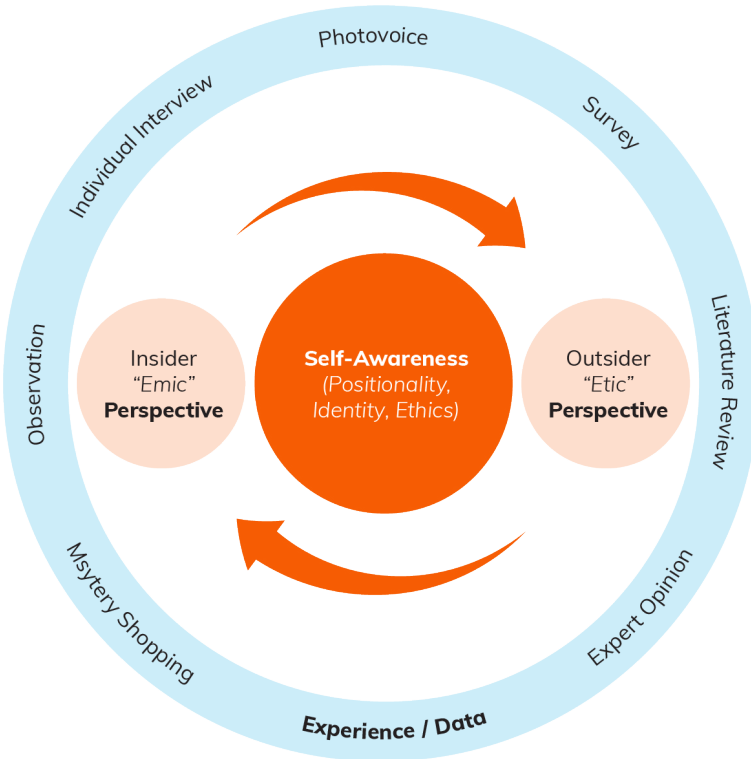 Photovoice
Individual Interview
Survey
Observation
Literature Review
Insider
“Emic”
Perspective
Self-Awareness
(Positionality,
Identity, Ethics)
Outsider
“Etic”
Perspective
Msytery Shopping
Expert Opinion
Experience / Data